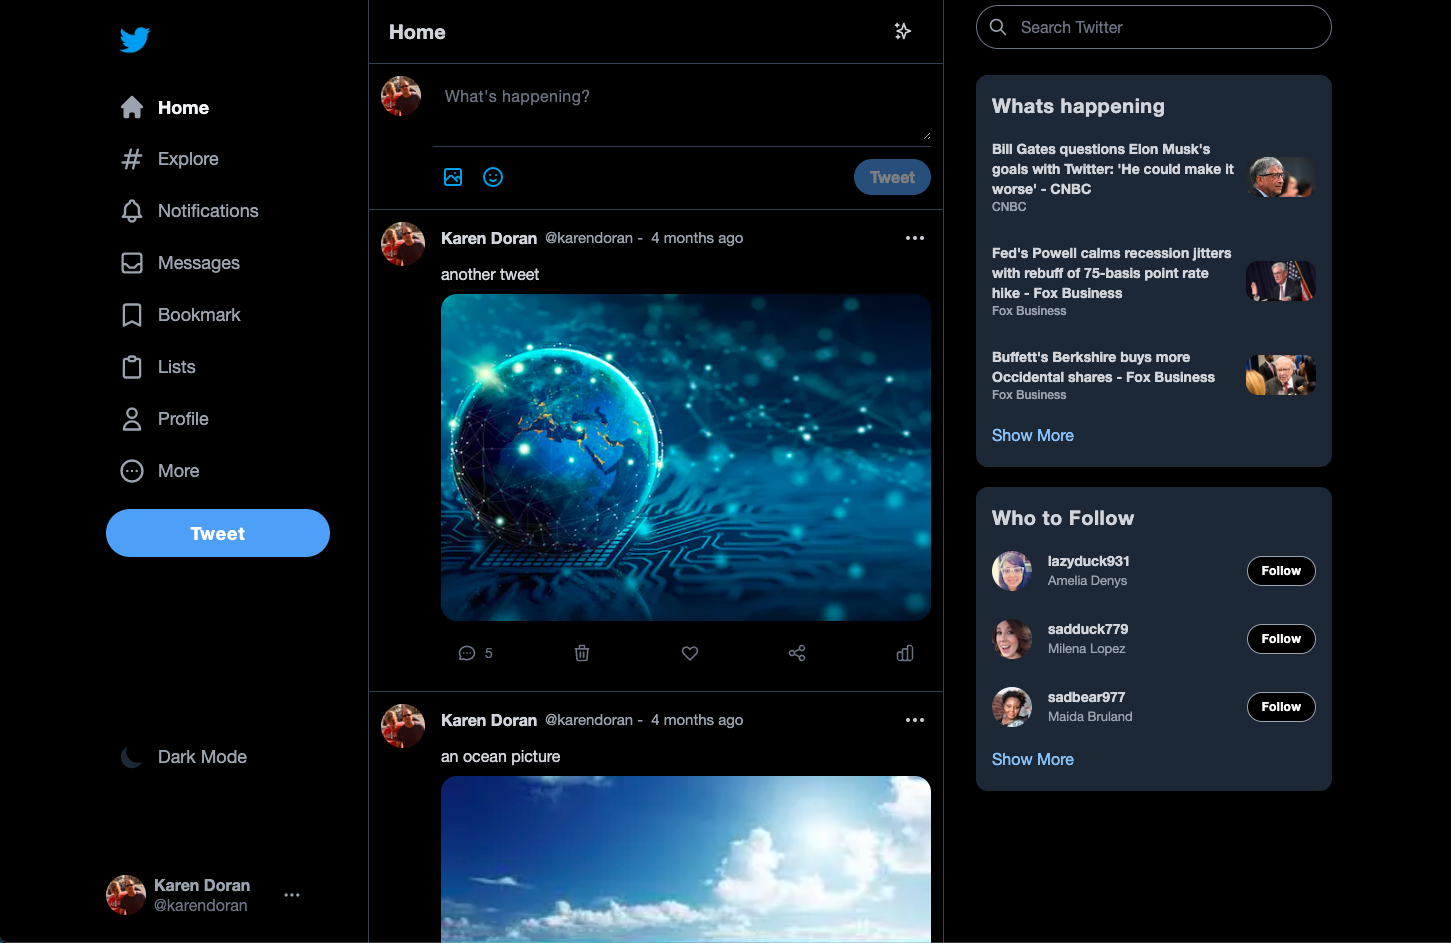 Home
Explore
Notifications
Messages
Bookmark
Lists
Profile
More
Tweet
Dark Mode
Karen Doran
@karendoran
Home
What's happening?
Tweet
Karen Doran @karendoran - 4 months ago
another tweet
5
Karen Doran @karendoran - 4 months ago
an ocean picture
Search Twitter
Whats happening
Bill Gates questions Elon Musk's
goals with Twitter: 'He could make it
worse' - CNBC
CNBC
Fed's Powell calms recession jitters
with rebuff of 75-basis point rate
hike - Fox Business
Fox Business
Buffett's Berkshire buys more
Occidental shares - Fox Business
Fox Business
Show More
Who to Follow
lazyduck931
Amelia Denys
Follow
sadduck779
Milena Lopez
Follow
sadbear977
Maida Bruland
Follow
Show More